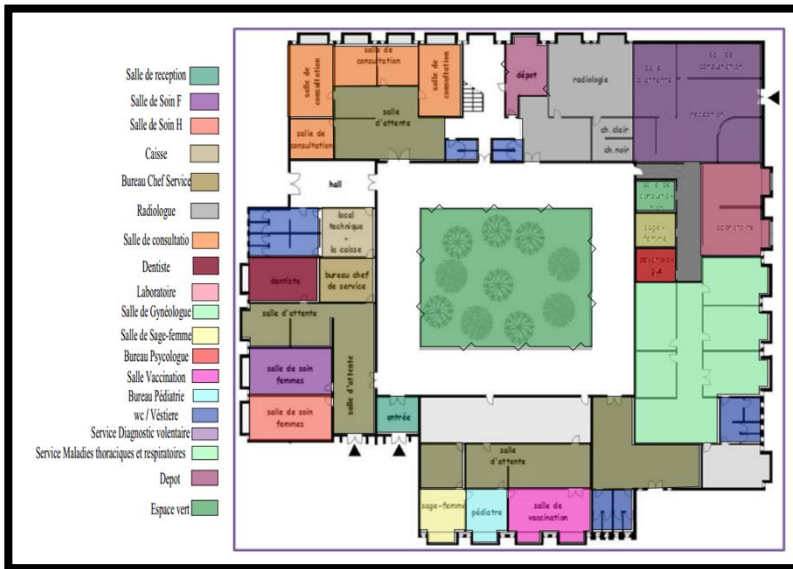 Salle de reception
Salle de Soin F
Salle de Soin H
Caisse
Bureau Chef Service
Radiologue
Salle de consultatio
Dentiste
Laboratoire
Salle de Gynéologue
Salle de Sage-femme
Bureau Psycologue
Salle Vaccination
Bureau Pédiatrie
wc / Véstiere
Service Diagnostic volentaire
Service Maladies thoraciques et respiratoires
Depot
Espace vert
salle de
consultation
salle de
consultation
salle de
consultation
salle
d'attente
salle de
consultation
dépot
radiologie
ch.clair
ch.noir
salle
d'attente
salle de
consultation
réception
hall
local
technique
+
la caisse
dentiste
bureau chef
de service
salle d'attente
salle de soin
femmes
salle d'attente
salle de soin
femmes
entrée
salle de
sage-
femme
laboratoire
salle
d'attente
sage-femme
pédiatre
salle de
vaccination